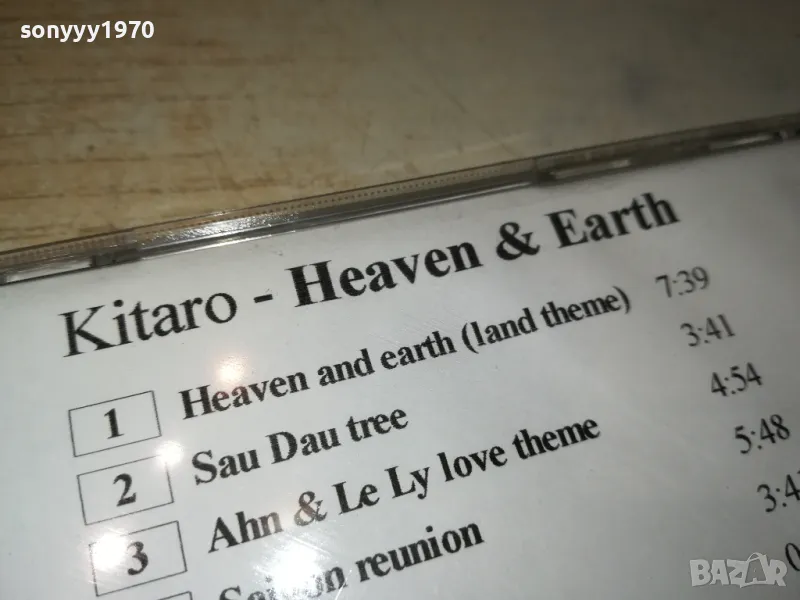 sonyyy1970
Kitaro - Heaven & Earth
1 Heaven and earth (land theme) 7:39
2 Sau Dau tree 3:41
3 Ahn & Le Ly love theme 4:54
reunion 5:48
BAZAR